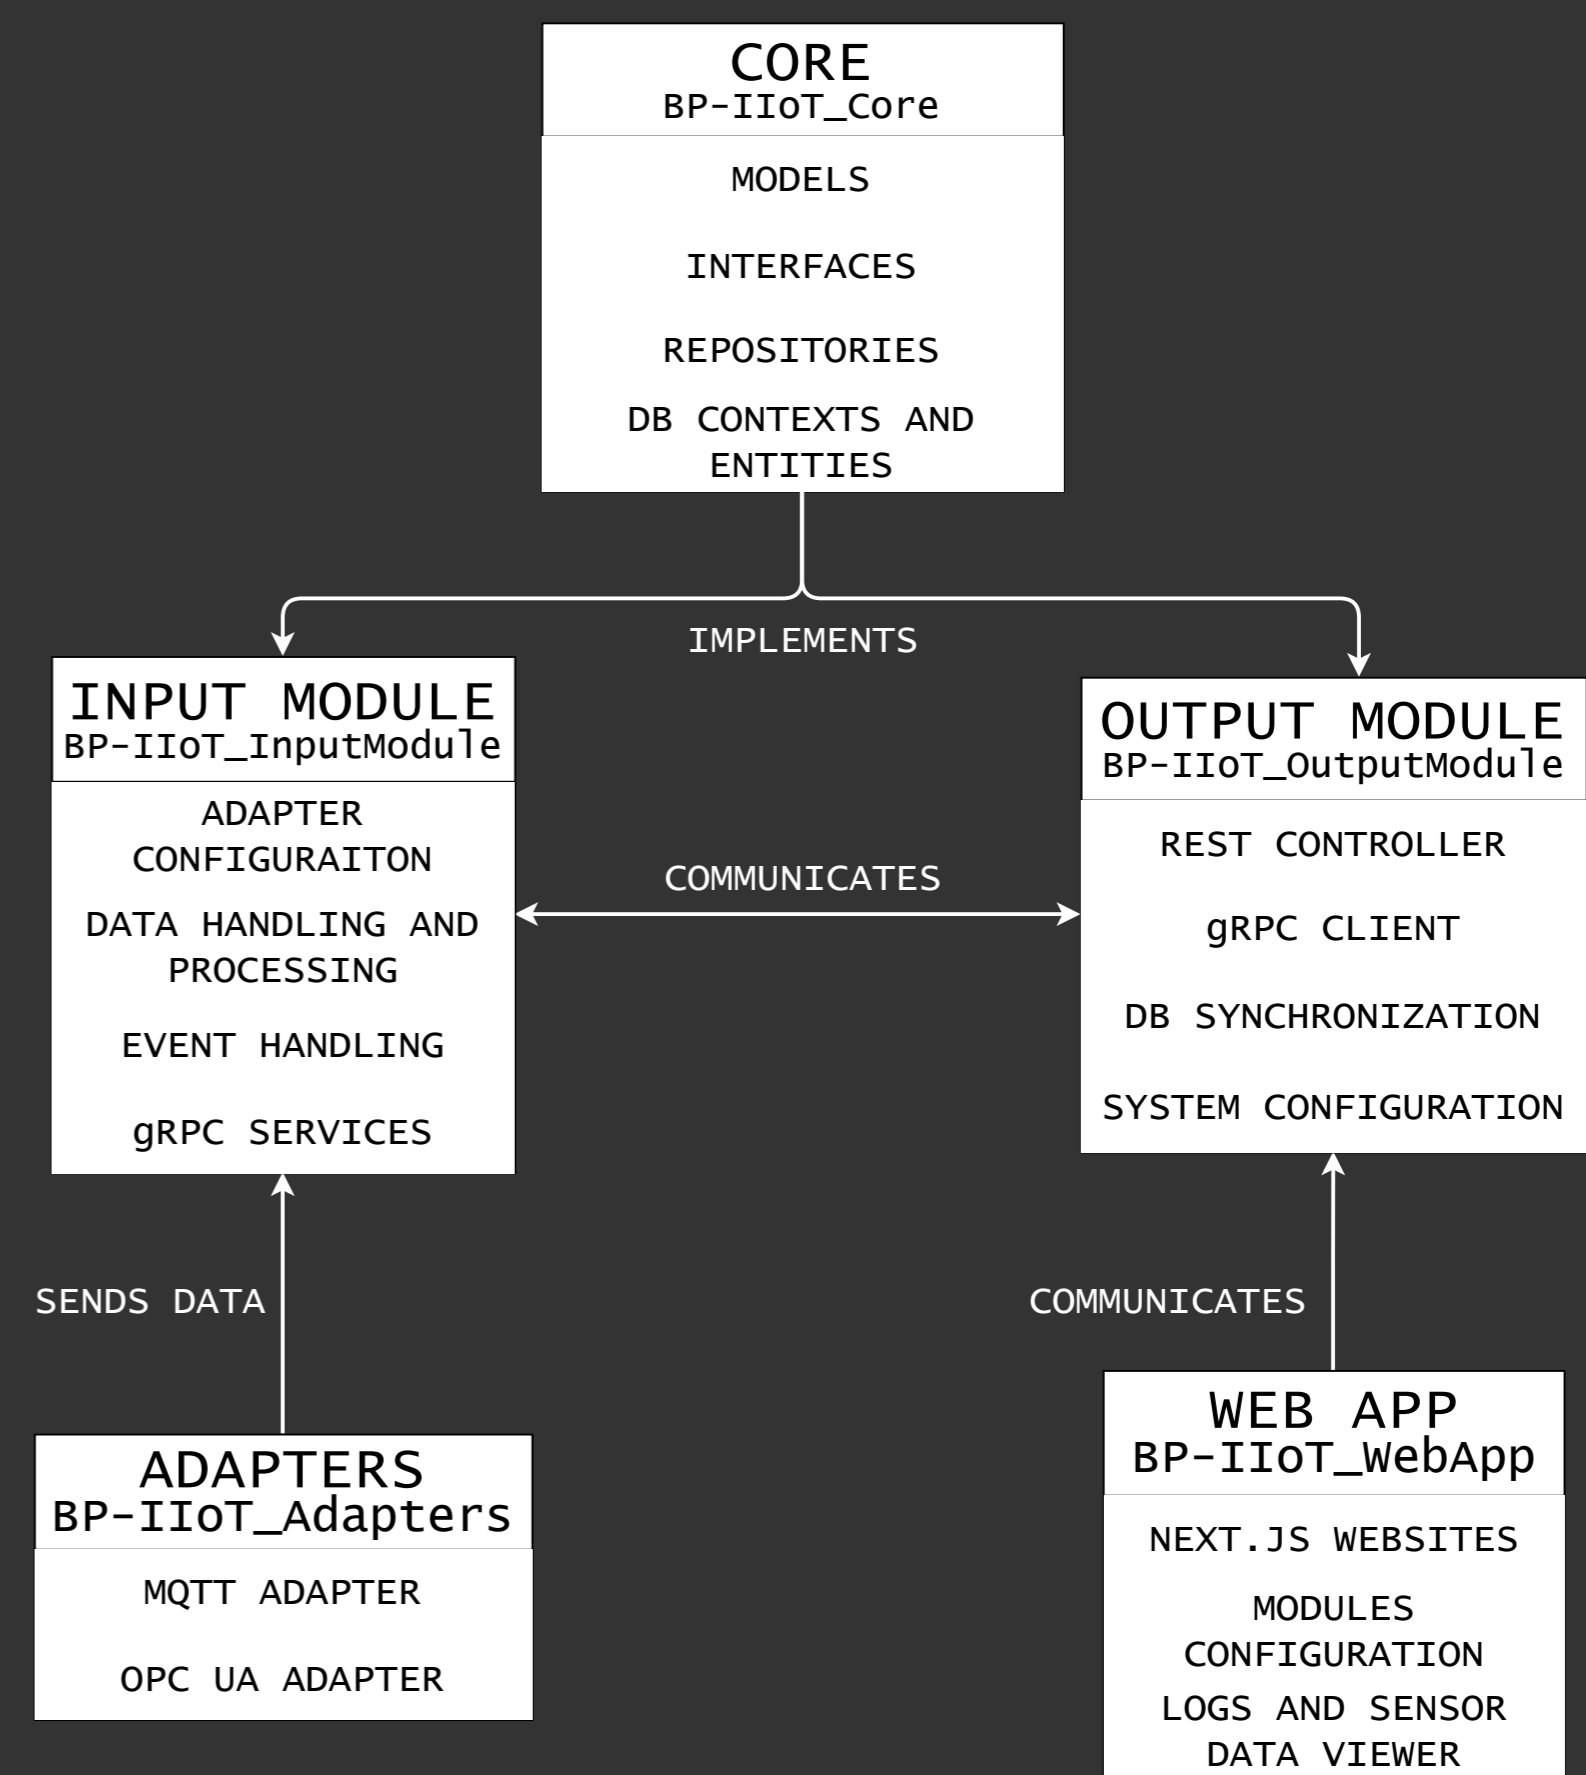 CORE
BP-IIoT_Core
MODELS
INTERFACES
REPOSITORIES
DB CONTEXTS AND
ENTITIES
IMPLEMENTS
INPUT MODULE
BP-IIoT_InputModule
ADAPTER
CONFIGURAITON
DATA HANDLING AND
PROCESSING
EVENT HANDLING
gRPC SERVICES
COMMUNICATES
OUTPUT MODULE
BP-IIoT_OutputModule
REST CONTROLLER
gRPC CLIENT
DB SYNCHRONIZATION
SYSTEM CONFIGURATION
SENDS DATA
COMMUNICATES
ADAPTERS
BP-IIoT_Adapters
MQTT ADAPTER
OPC UA ADAPTER
WEB APP
BP-IIoT_WebApp
NEXT.JS WEBSITES
MODULES
CONFIGURATION
LOGS AND SENSOR
DATA VIEWER